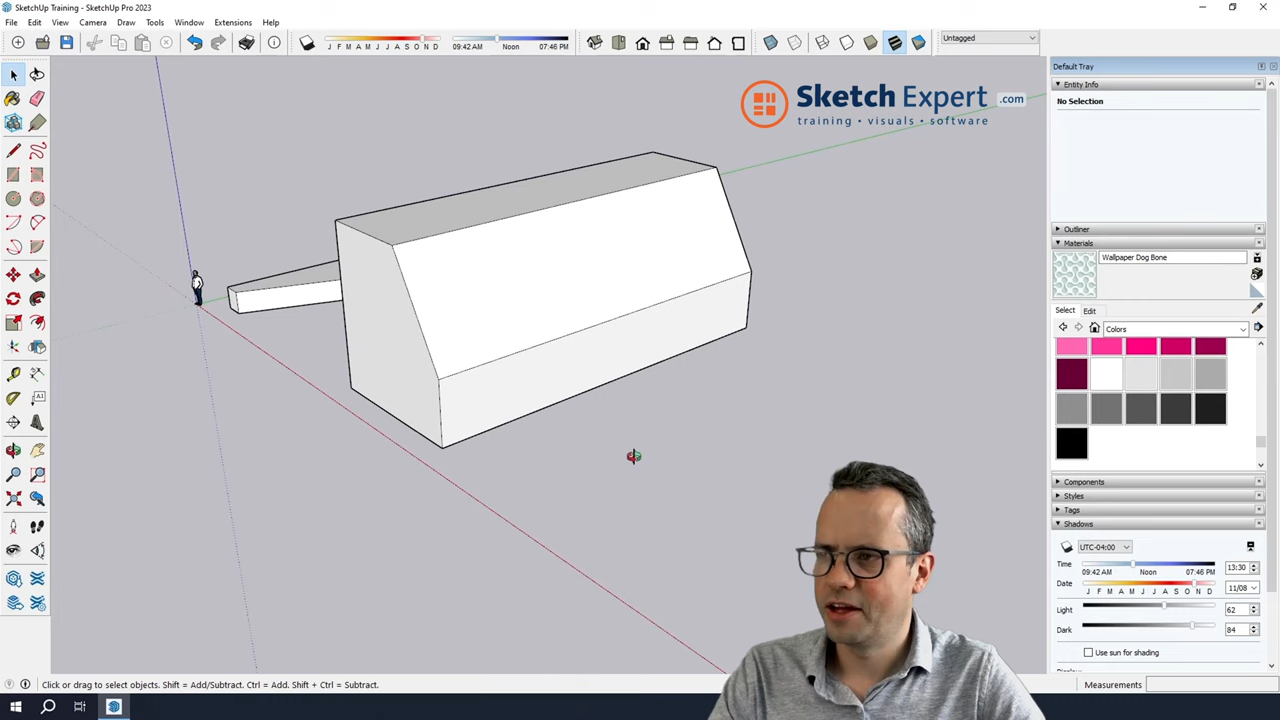 SketchUp Training - SketchUp Pro 2023
File Edit View Camera Draw Tools Window Extensions Help
J F M A M J J A S O N D 09:42 AM Noon 07:46 PM Untagged
Default Tray
Entity Info
No Selection
Sketch Expert .com
training • visuals • software
Outliner
Materials
Wallpaper Dog Bone
Select Edit
Colors
Components
Styles
Tags
Shadows
UTC-04:00
Time 13:30
09:42 AM Noon 07:46 PM
Date 11/08
J F M A M J J A S O N D
Light 62
Dark 84
Use sun for shading
Click or drag to select objects. Shift = Add/Subtract. Ctrl = Add. Shift + Ctrl = Subtract.
Measurements